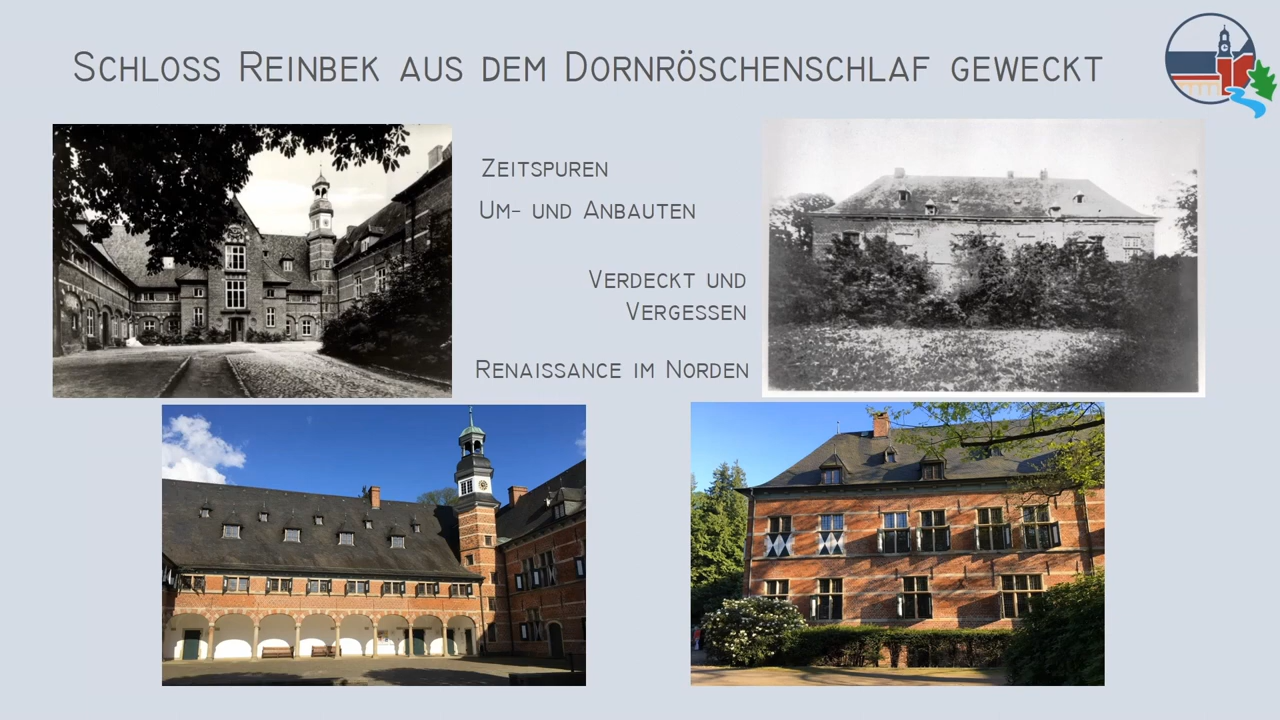 Schloss Reinbek aus dem Dornröschenschlaf geweckt
Zeitspuren
Um- und Anbauten
Verdeckt und
Vergessen
Renaissance im Norden